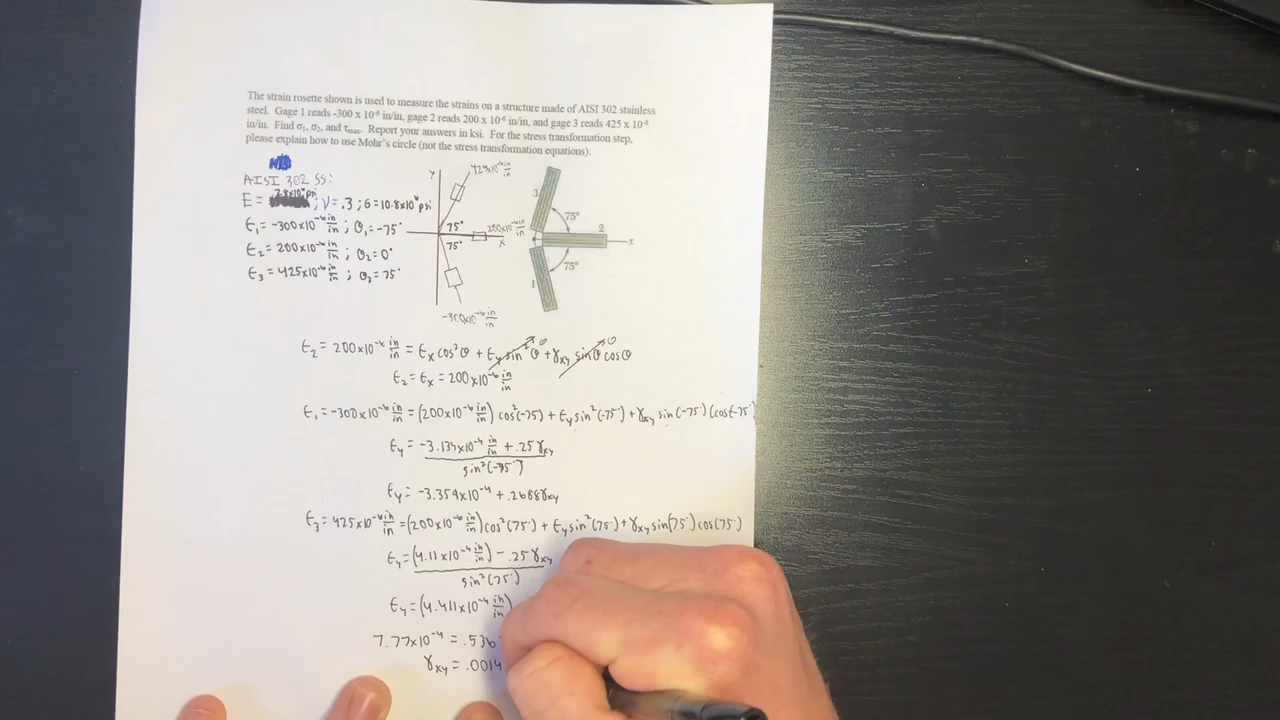 The strain rosette shown is used to measure the strains on a structure made of AISI 302 stainless
steel. Gage 1 reads -300 x 10⁻⁶ in/in, gage 2 reads 200 x 10⁻⁶ in/in, and gage 3 reads 425 x 10⁻⁶
in/in. Find σ₁, σ₂, and τₘₐₓ. Report your answers in ksi. For the stress transformation step,
please explain how to use Mohr's circle (not the stress transformation equations).
AISI 302 SS:
E = psi ; ν = .3 ; G = 10.8x10⁶ psi
ϵ₁ = -300x10⁻⁶ in/in ; θ₁ = -75°
ϵ₂ = 200x10⁻⁶ in/in ; θ₂ = 0°
ϵ₃ = 425x10⁻⁶ in/in ; θ₃ = 75°
y
425x10⁻⁶ in/in
75°
200x10⁻⁶ in/in
x
75°
-300x10⁻⁶ in/in
3
75°
2
x
75°
1
ϵ₂ = 200x10⁻⁶ in/in = ϵₓ cos²θ + ϵy sin²θ + γxy sinθ cosθ
0
0
ϵ₂ = ϵₓ = 200x10⁻⁶ in/in
ϵ₁ = -300x10⁻⁶ in/in = (200x10⁻⁶ in/in) cos²(-75) + ϵy sin²(-75°) + γxy sin(-75°)(cos(-75°)
ϵy = -3.134x10⁻⁴ in/in + .25γxy
sin²(-75°)
ϵy = -3.359x10⁻⁴ + .2688γxy
ϵ₃ = 425x10⁻⁶ in/in = (200x10⁻⁶ in/in) cos²(75°) + ϵy sin²(75°) + γxy sin(75°) cos(75°)
ϵy = (4.11x10⁻⁴ in/in) - .25γxy
sin²(75°)
ϵy = (4.411x10⁻⁴ in/in)
7.77x10⁻⁴ = .536
γxy = .0014